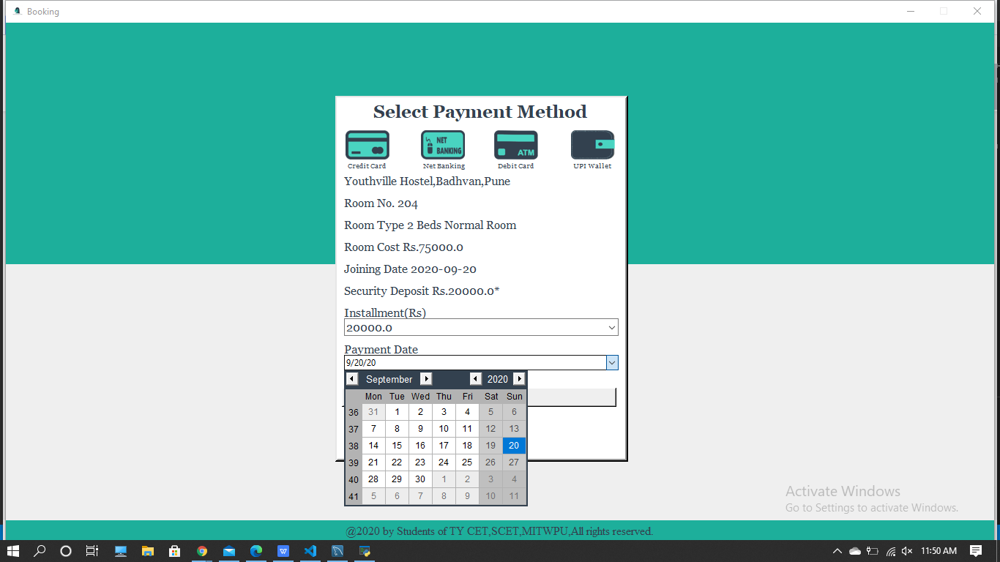 Booking
Select Payment Method
NET BANKING
ATM
Credit Card Net Banking Debit Card UPI Wallet
Youthville Hostel,Badhvan,Pune
Room No. 204
Room Type 2 Beds Normal Room
Room Cost Rs.75000.0
Joining Date 2020-09-20
Security Deposit Rs.20000.0*
Installment(Rs)
20000.0
Payment Date
9/20/20
September 2020
Mon Tue Wed Thu Fri Sat Sun
36 31 1 2 3 4 5 6
37 7 8 9 10 11 12 13
38 14 15 16 17 18 19 20
39 21 22 23 24 25 26 27
40 28 29 30 1 2 3 4
41 5 6 7 8 9 10 11
Activate Windows
Go to Settings to activate Windows.
@2020 by Students of TY CET,SCET,MITWPU,All rights reserved.
W
11:50 AM